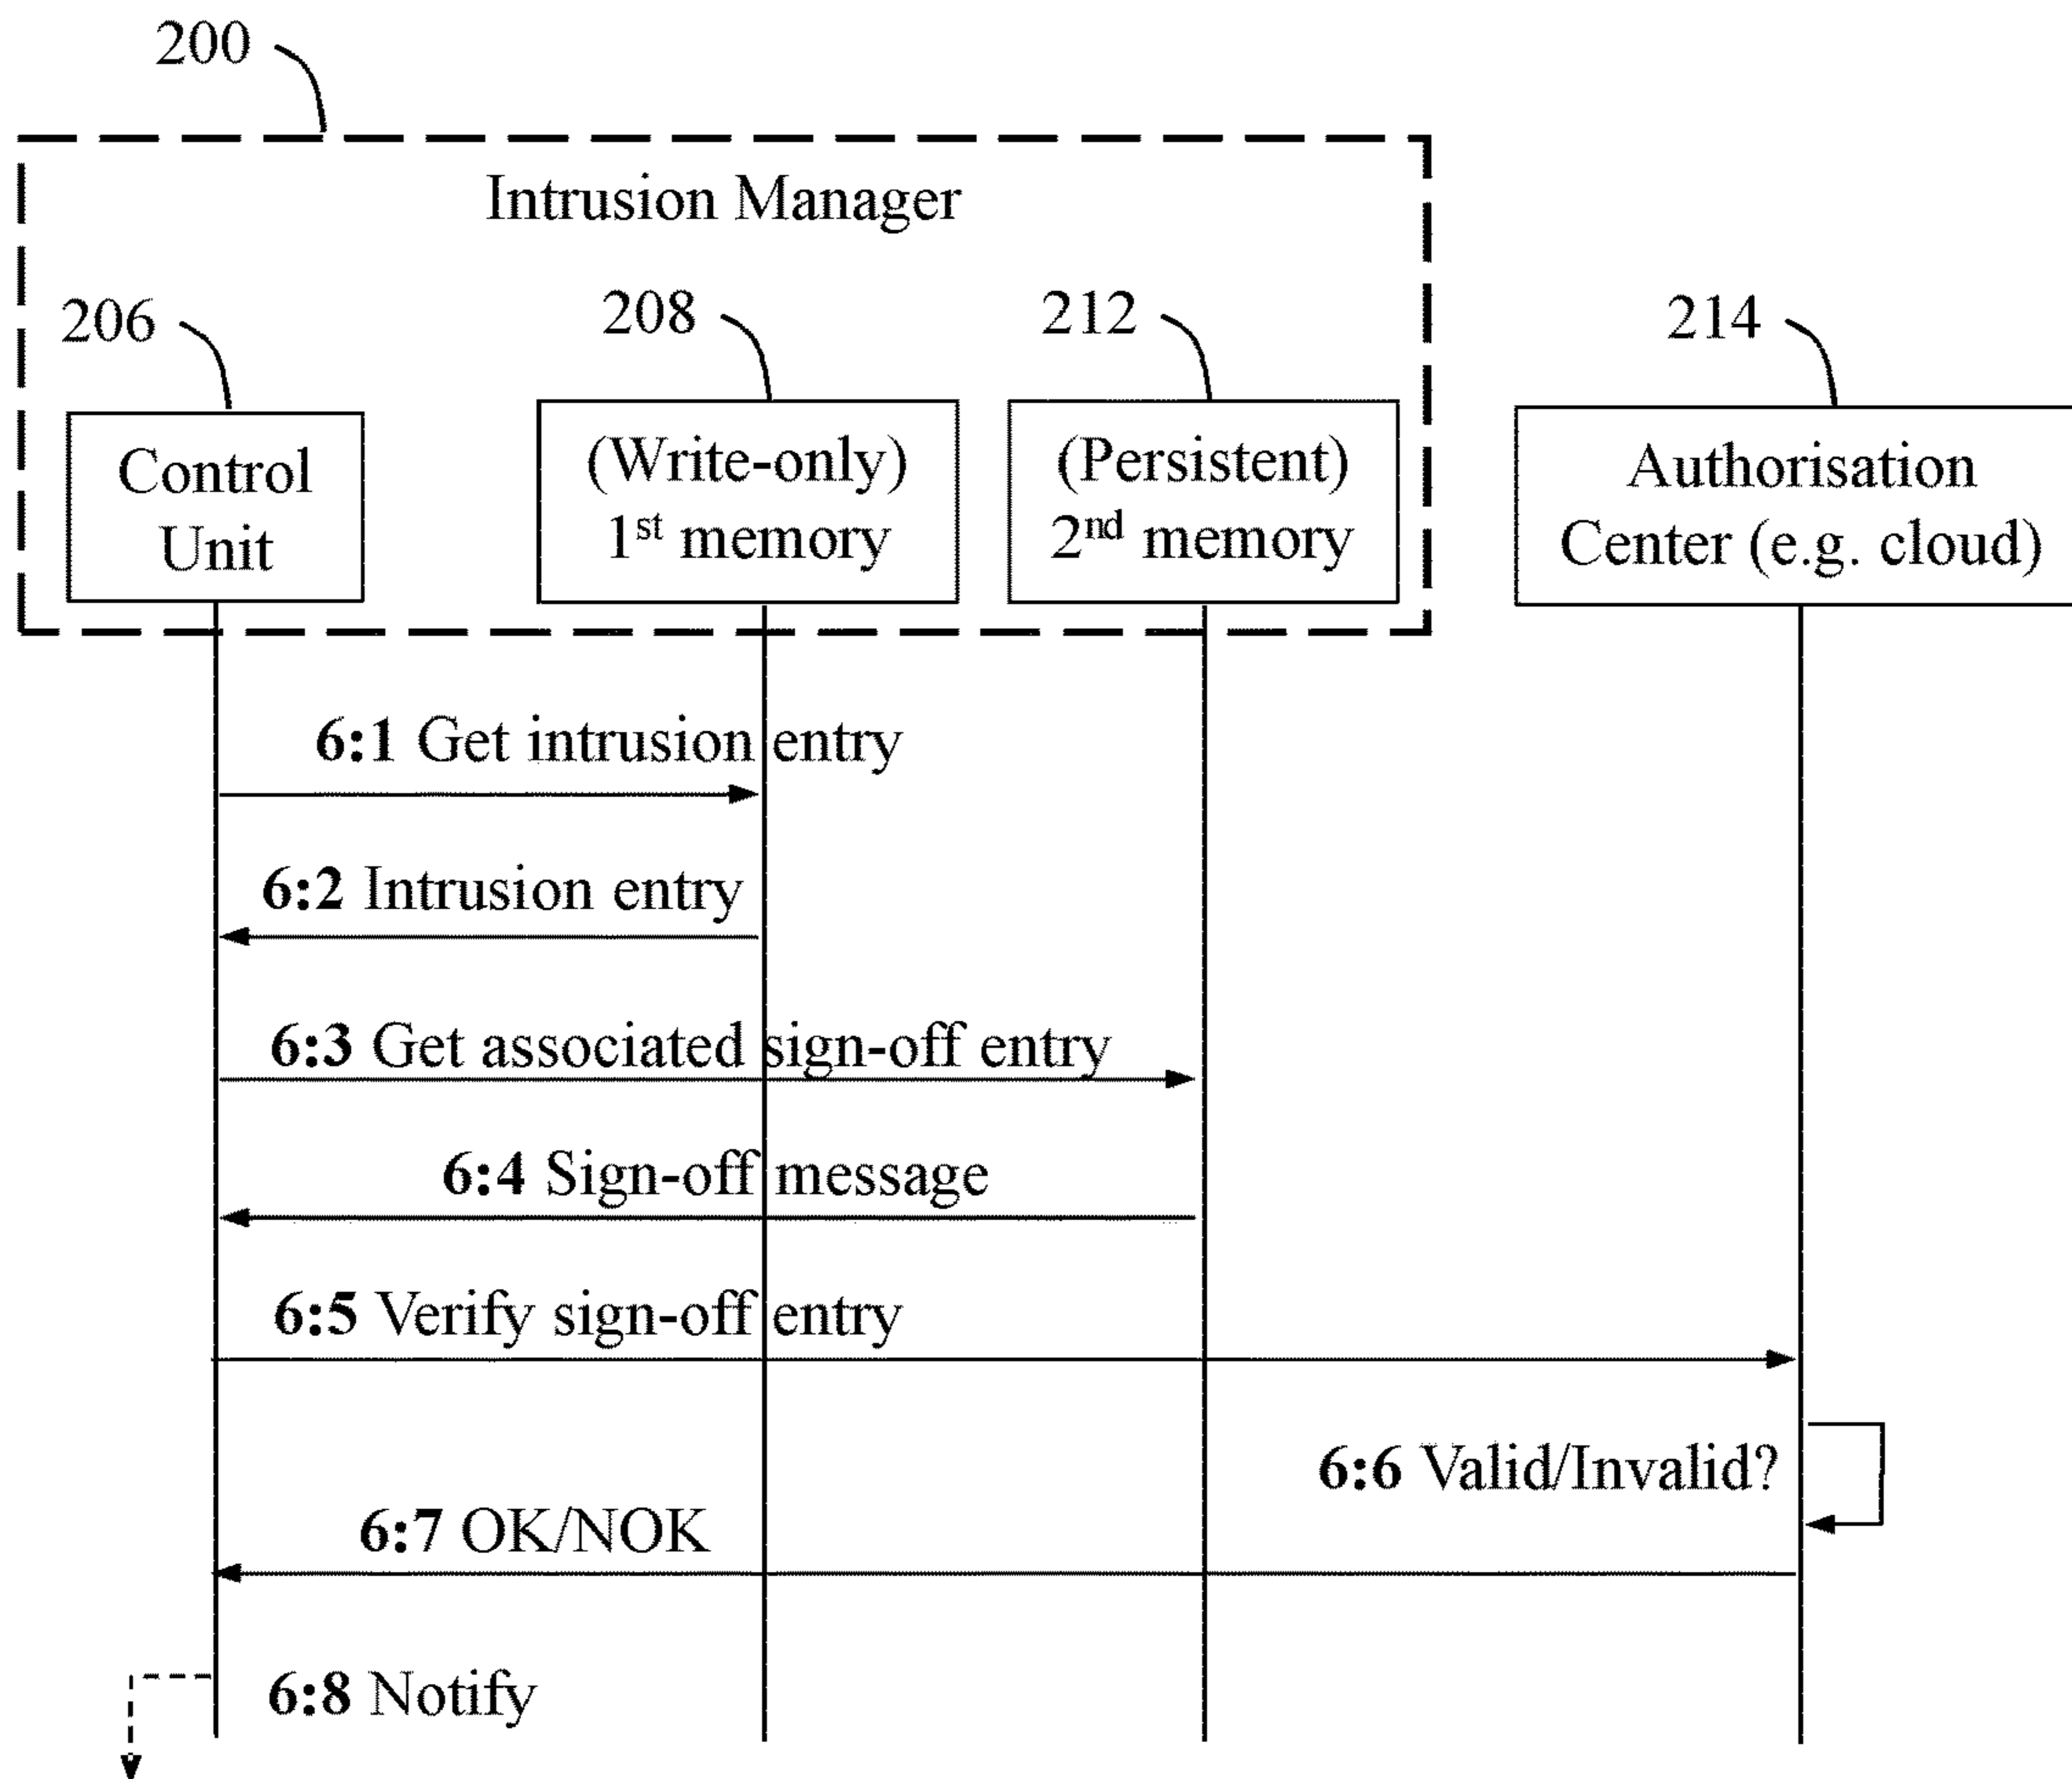 200
Intrusion Manager
206
208
212
214
Control
Unit
(Write-only)
1st memory
(Persistent)
2nd memory
Authorisation
Center (e.g. cloud)
6:1 Get intrusion entry
6:2 Intrusion entry
6:3 Get associated sign-off entry
6:4 Sign-off message
6:5 Verify sign-off entry
6:6 Valid/Invalid?
6:7 OK/NOK
6:8 Notify